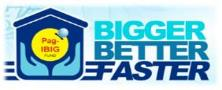 Pag-
IBIG
FUND
BIGGER
BETTER
FASTER